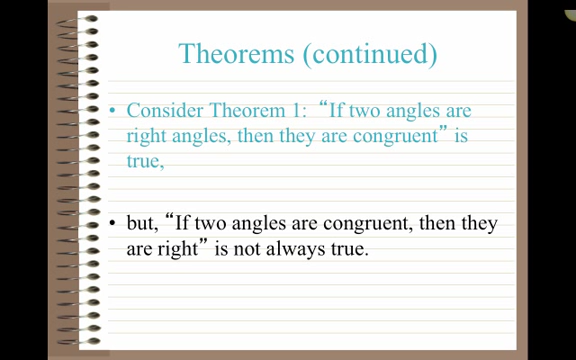 Theorems (continued)
• Consider Theorem 1: “If two angles are
right angles, then they are congruent” is
true,
• but, “If two angles are congruent, then they
are right” is not always true.